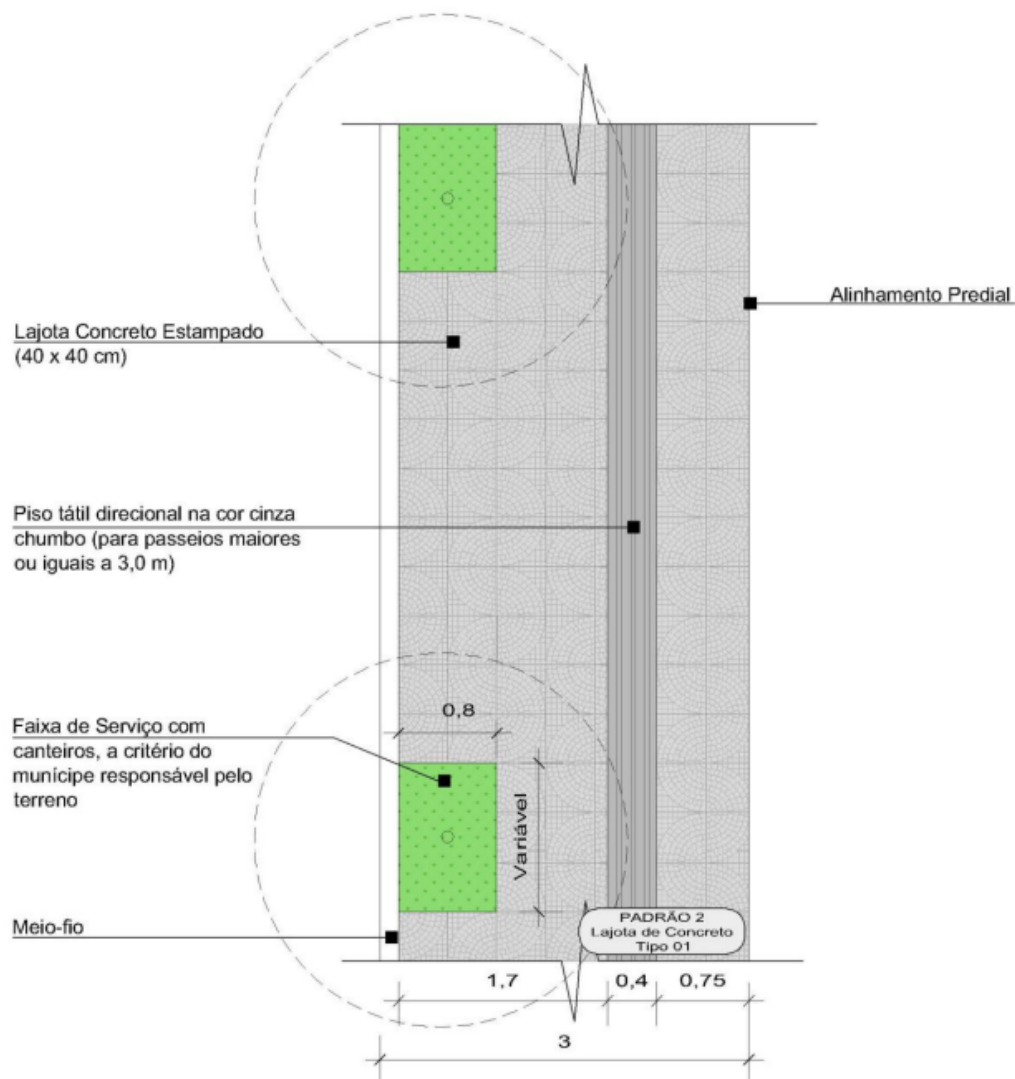 Alinhamento Predial
Lajota Concreto Estampado
(40 x 40 cm)
Piso tátil direcional na cor cinza
chumbo (para passeios maiores
ou iguais a 3,0 m)
0,8
Faixa de Serviço com
canteiros, a critério do
munícipe responsável pelo
terreno
Variável
Meio-fio
PADRÃO 2
Lajota de Concreto
Tipo 01
1,7
0,4
0,75
3